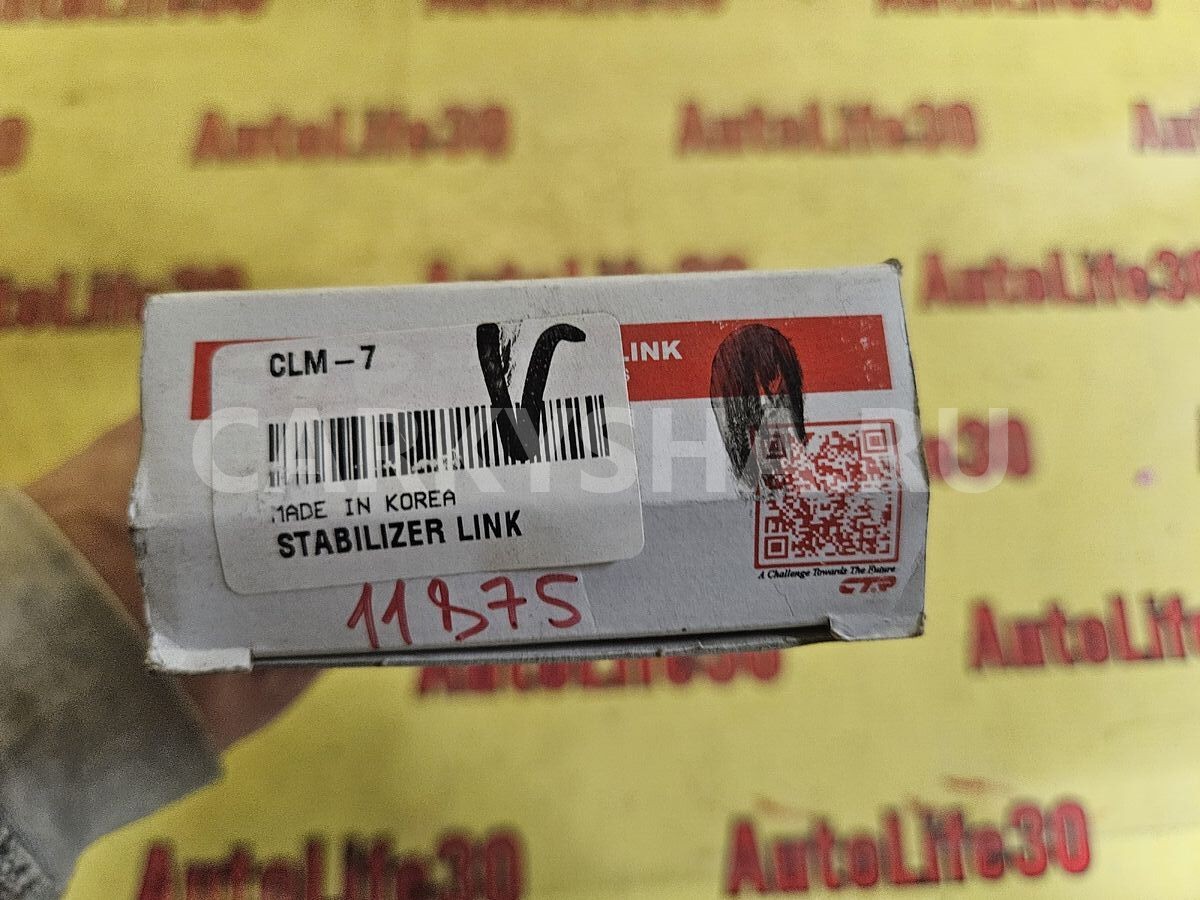 AutoLife30 AutoLife30
AutoLife30
CLM-7
LINK
V
MADE IN KOREA
STABILIZER LINK
11875
A Challenge Towards The Future
CTR
CARKYSHA.RU
AutoLife30
AutoLife30 AutoLife30